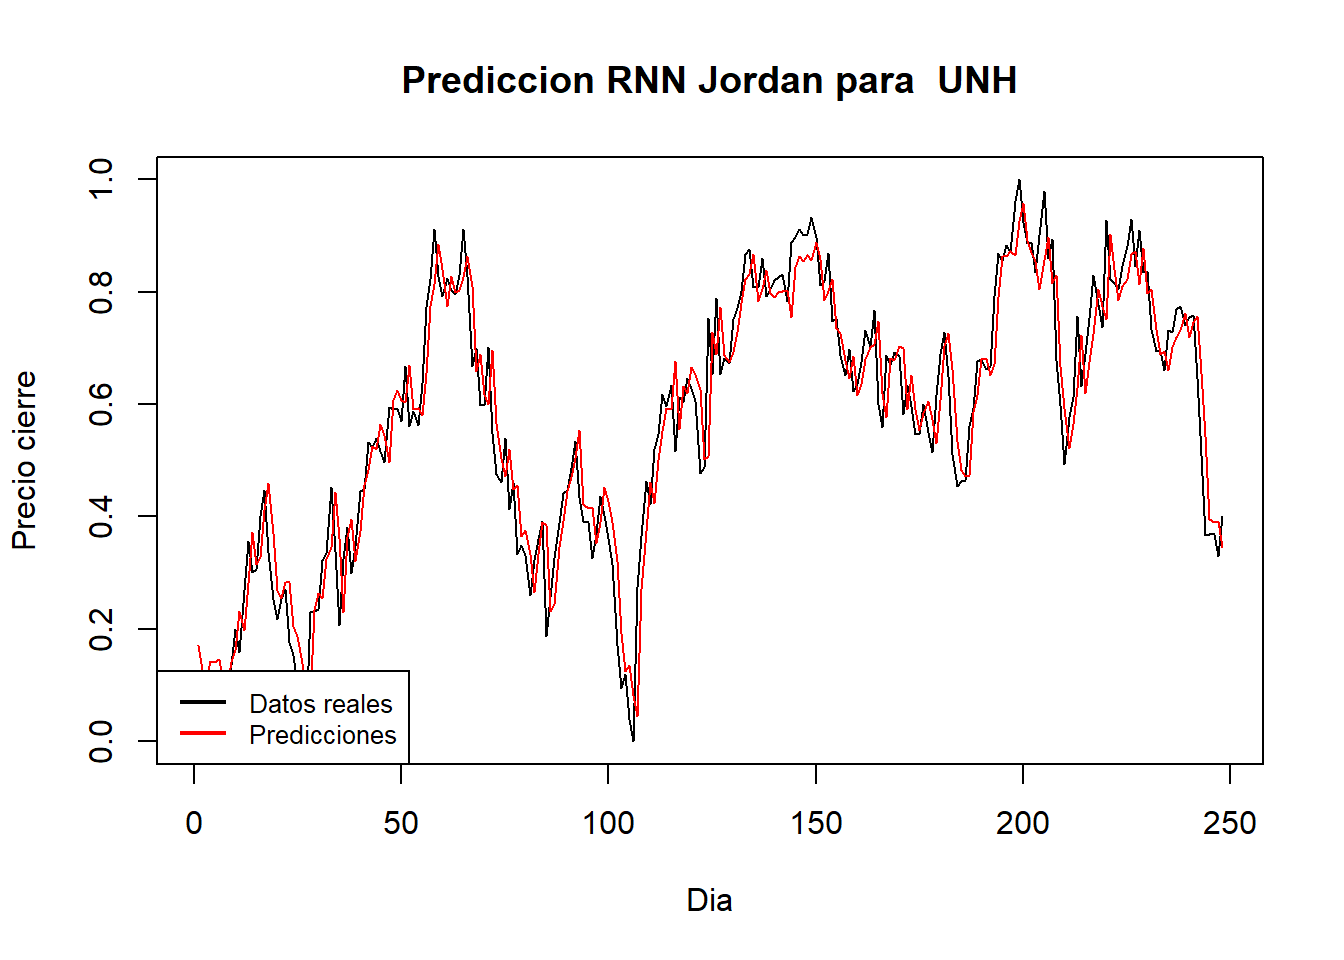 Prediccion RNN Jordan para  UNH
Precio cierre
1.0
0.8
0.6
0.4
0.2
0.0
Datos reales
Predicciones
0 50 100 150 200 250
Dia